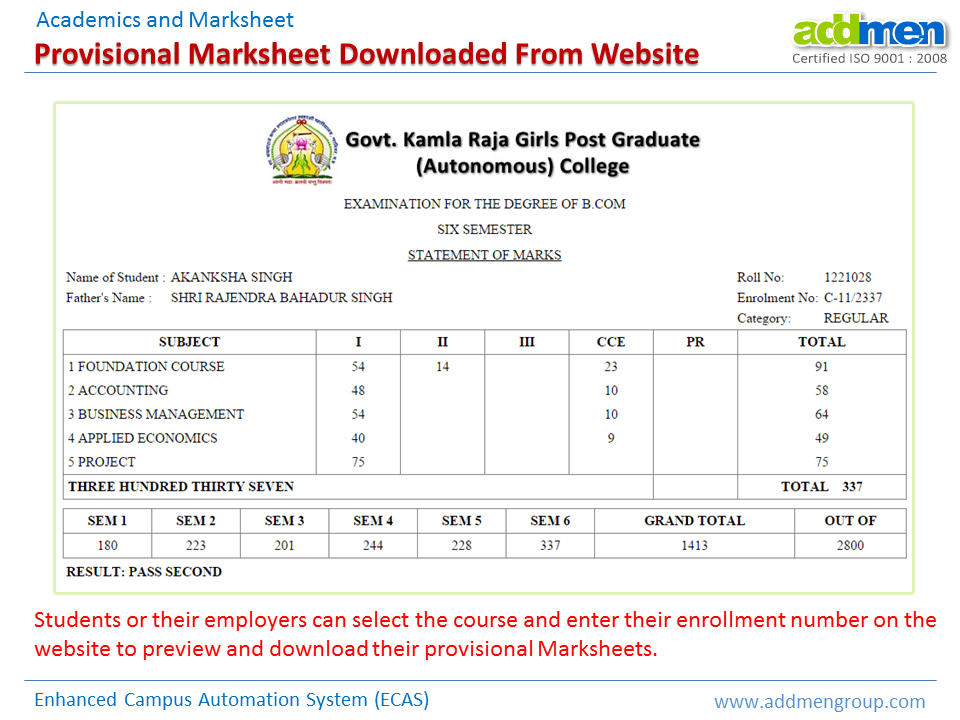 Academics and Marksheet
Provisional Marksheet Downloaded From Website
addmen
Certified ISO 9001 : 2008
Govt. Kamla Raja Girls Post Graduate
(Autonomous) College
EXAMINATION FOR THE DEGREE OF B.COM
SIX SEMESTER
STATEMENT OF MARKS
Name of Student : AKANKSHA SINGH Roll No: 1221028
Father's Name : SHRI RAJENDRA BAHADUR SINGH Enrolment No: C-11/2337
Category: REGULAR
SUBJECT I II III CCE PR TOTAL
1 FOUNDATION COURSE 54 14 23 91
2 ACCOUNTING 48 10 58
3 BUSINESS MANAGEMENT 54 10 64
4 APPLIED ECONOMICS 40 9 49
5 PROJECT 75 75
THREE HUNDRED THIRTY SEVEN TOTAL 337
SEM 1 SEM 2 SEM 3 SEM 4 SEM 5 SEM 6 GRAND TOTAL OUT OF
180 223 201 244 228 337 1413 2800
RESULT: PASS SECOND
Students or their employers can select the course and enter their enrollment number on the
website to preview and download their provisional Marksheets.
Enhanced Campus Automation System (ECAS) www.addmengroup.com